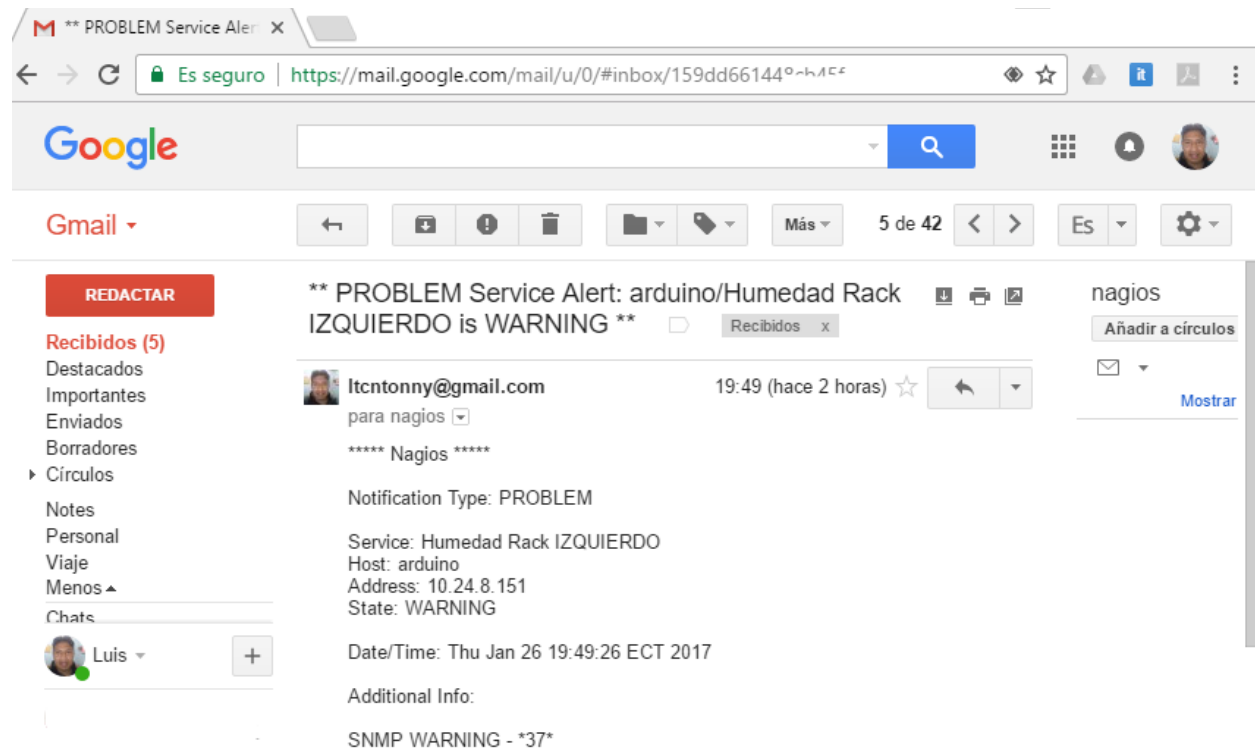 ** PROBLEM Service Aler
Es seguro
https://mail.google.com/mail/u/0/#inbox/159dd66144
it
Google
Gmail
Más
5 de 42
Es
REDACTAR
** PROBLEM Service Alert: arduino/Humedad Rack
IZQUIERDO is WARNING **
Recibidos x
nagios
Añadir a círculos
Mostrar
Recibidos (5)
Destacados
Importantes
Enviados
Borradores
Círculos
Notes
Personal
Viaje
Menos
Chats
Luis
ltcntonny@gmail.com
19:49 (hace 2 horas)
para nagios
***** Nagios *****
Notification Type: PROBLEM
Service: Humedad Rack IZQUIERDO
Host: arduino
Address: 10.24.8.151
State: WARNING
Date/Time: Thu Jan 26 19:49:26 ECT 2017
Additional Info:
SNMP WARNING - *37*